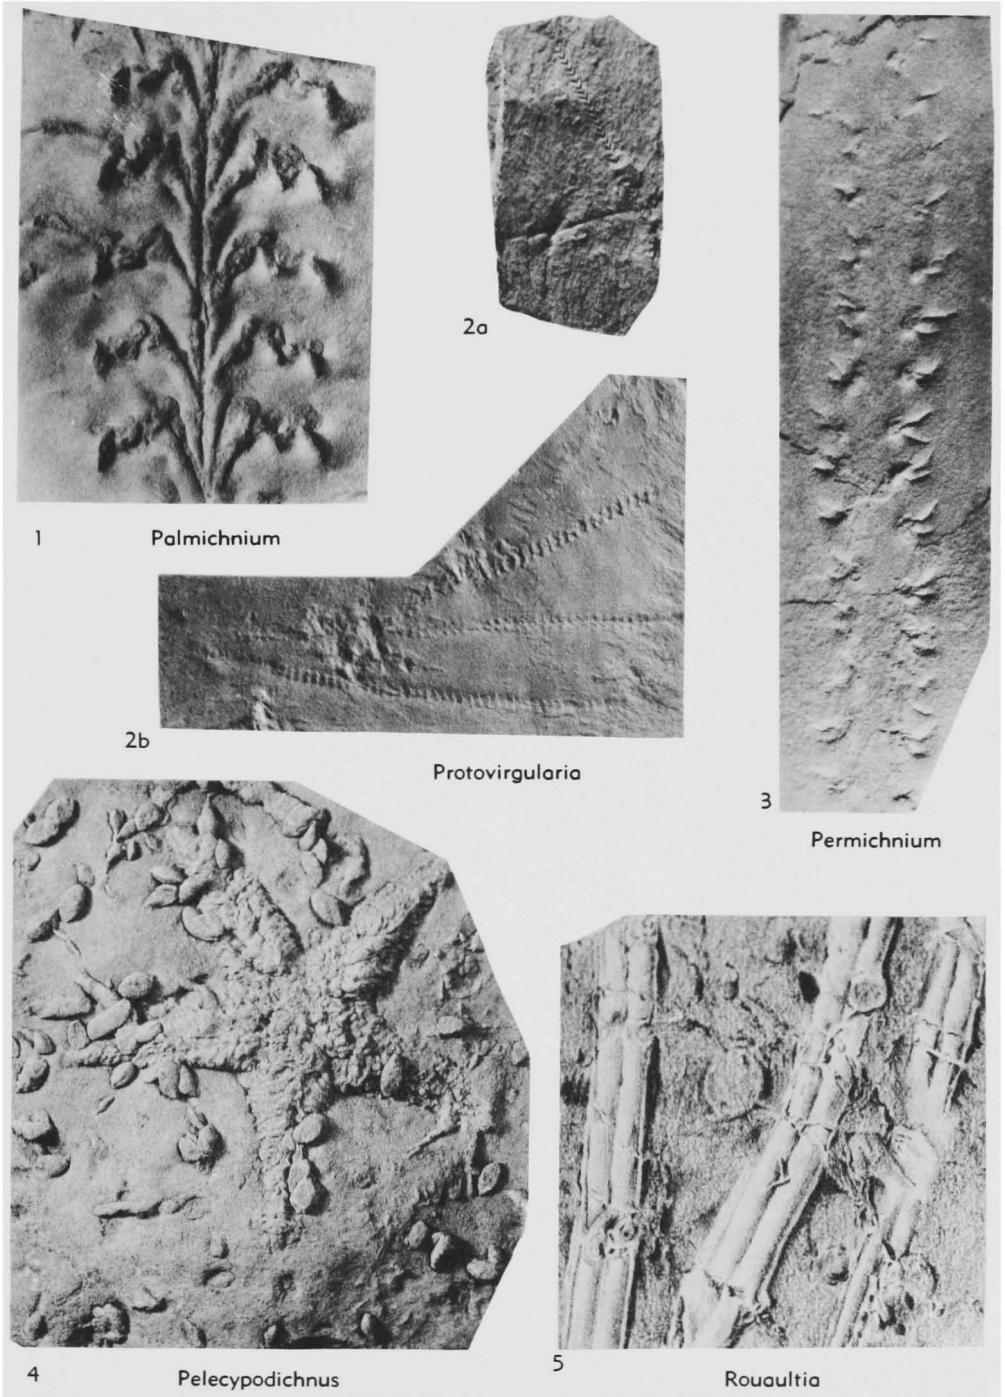 2a
1 Palmichnium
2b
Protovirgularia
3
Permichnium
4 Pelecypodichnus
5 Rouaultia